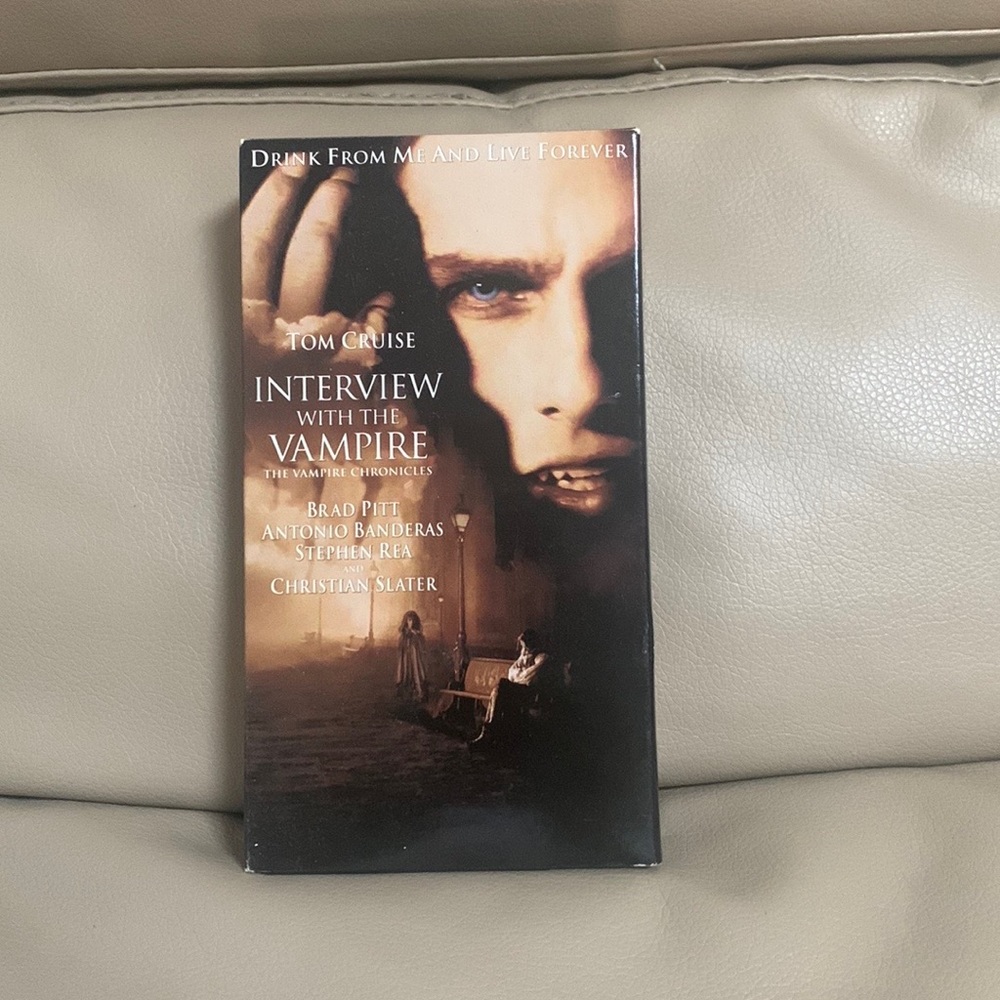 DRINK FROM ME AND LIVE FOREVER
TOM CRUISE
INTERVIEW
WITH THE
VAMPIRE
THE VAMPIRE CHRONICLES
BRAD PITT
ANTONIO BANDERAS
STEPHEN REA
AND
CHRISTIAN SLATER